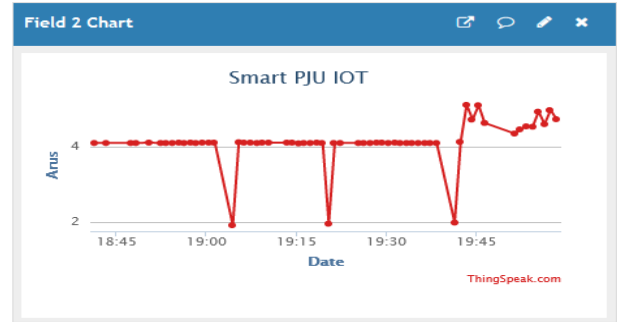 Field 2 Chart
Smart PJU IOT
Arus
4
2
18:45 19:00 19:15 19:30 19:45
Date
ThingSpeak.com